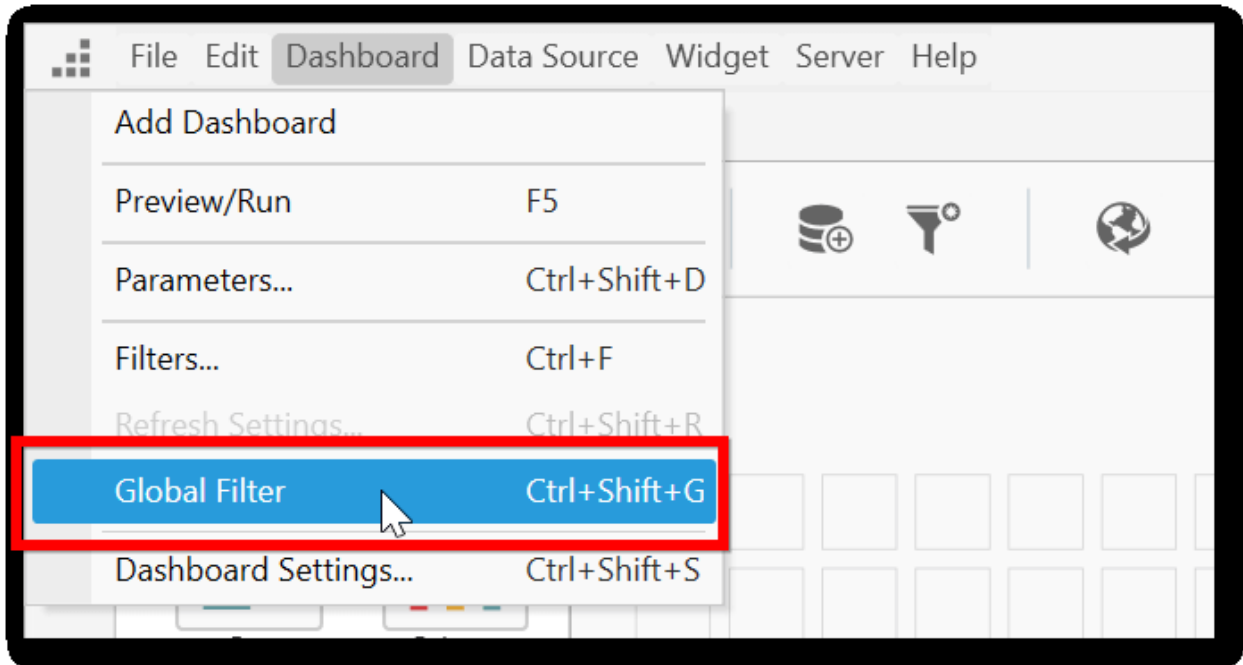 File Edit Dashboard Data Source Widget Server Help
Add Dashboard
Preview/Run F5
Parameters... Ctrl+Shift+D
Filters... Ctrl+F
Refresh Settings... Ctrl+Shift+R
Global Filter Ctrl+Shift+G
Dashboard Settings... Ctrl+Shift+S